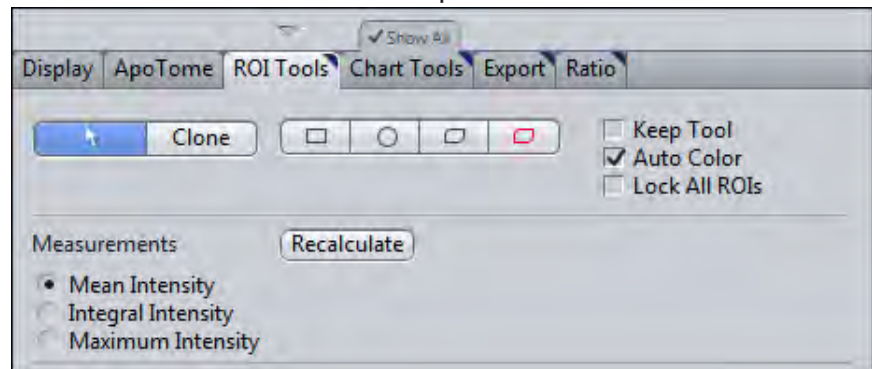 Show All
Display ApoTome ROI Tools Chart Tools Export Ratio
Clone
Keep Tool
Auto Color
Lock All ROIs
Measurements Recalculate
Mean Intensity
Integral Intensity
Maximum Intensity